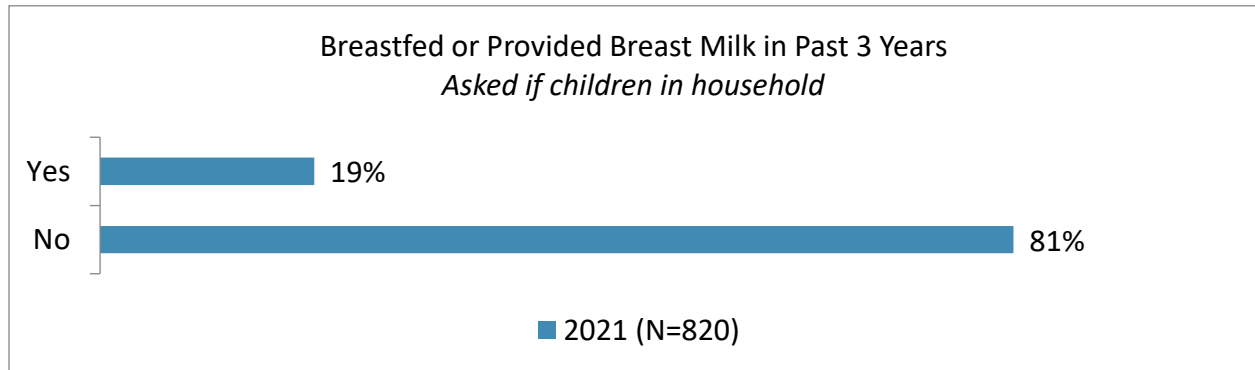 Breastfed or Provided Breast Milk in Past 3 Years
Asked if children in household
Yes 19%
No 81%
2021 (N=820)